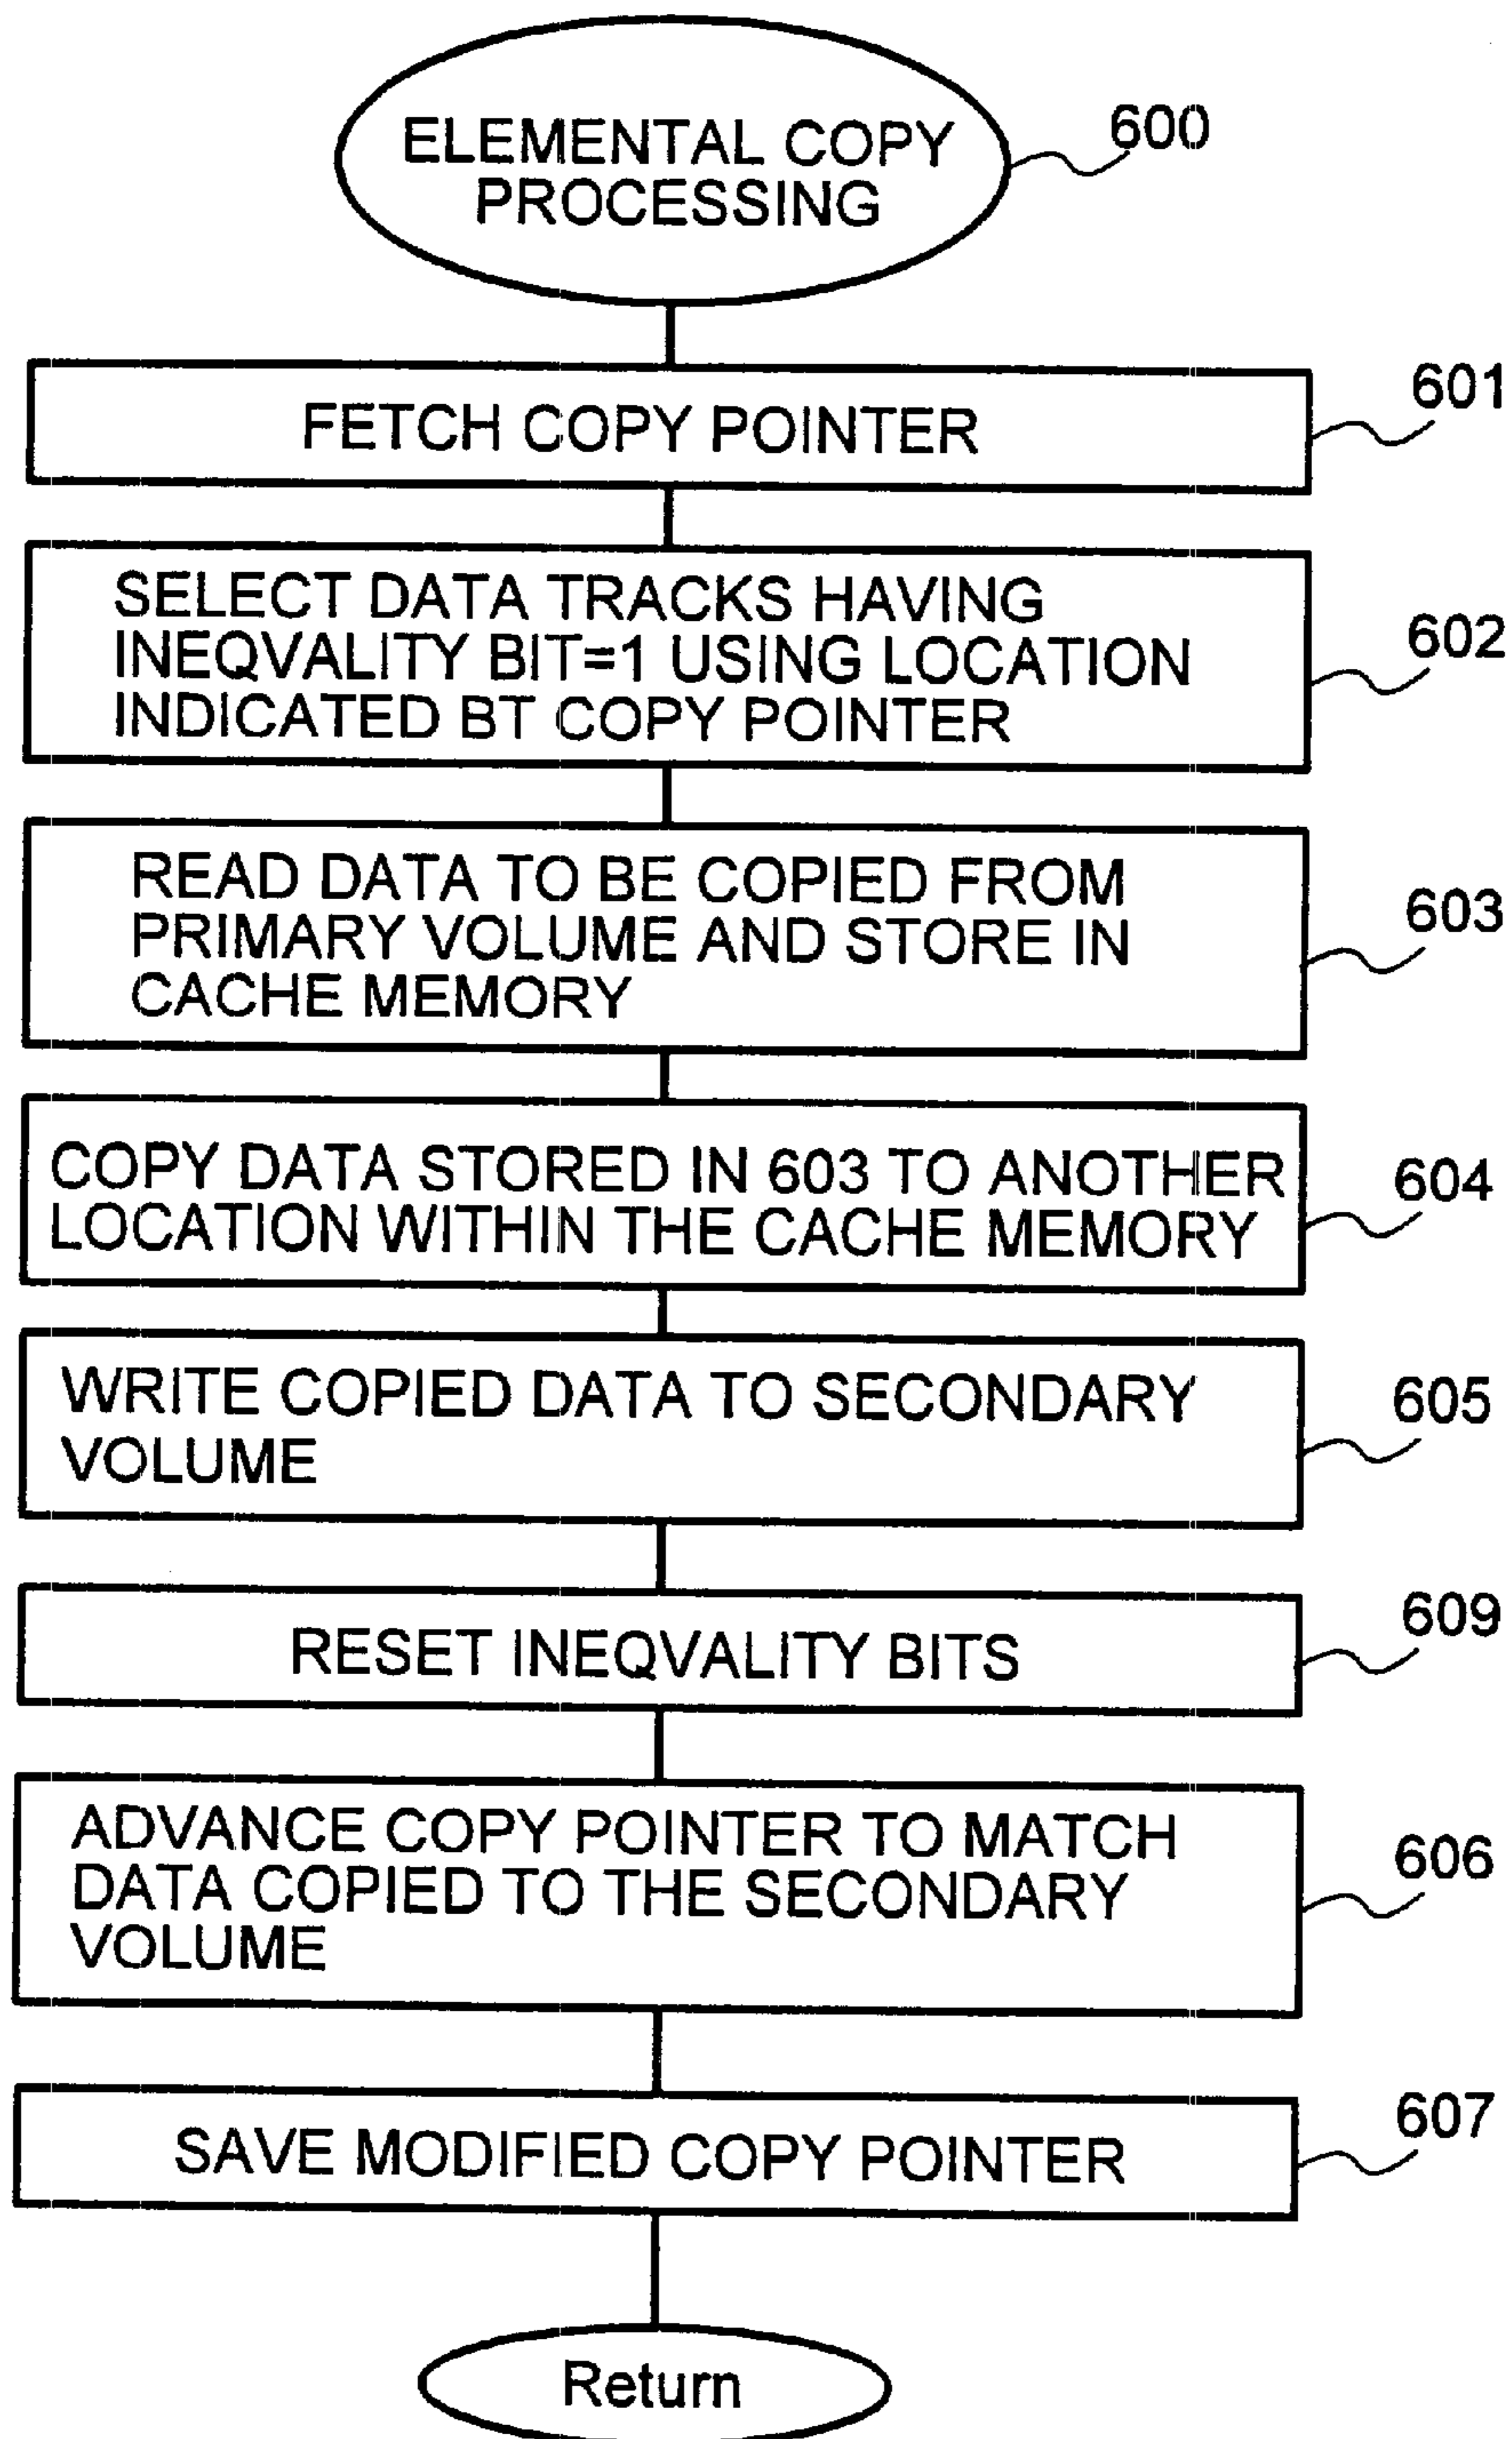 ELEMENTAL COPY
PROCESSING
600
FETCH COPY POINTER
601
SELECT DATA TRACKS HAVING
INEQVALITY BIT=1 USING LOCATION
INDICATED BT COPY POINTER
602
READ DATA TO BE COPIED FROM
PRIMARY VOLUME AND STORE IN
CACHE MEMORY
603
COPY DATA STORED IN 603 TO ANOTHER
LOCATION WITHIN THE CACHE MEMORY
604
WRITE COPIED DATA TO SECONDARY
VOLUME
605
RESET INEQVALITY BITS
609
ADVANCE COPY POINTER TO MATCH
DATA COPIED TO THE SECONDARY
VOLUME
606
SAVE MODIFIED COPY POINTER
607
Return